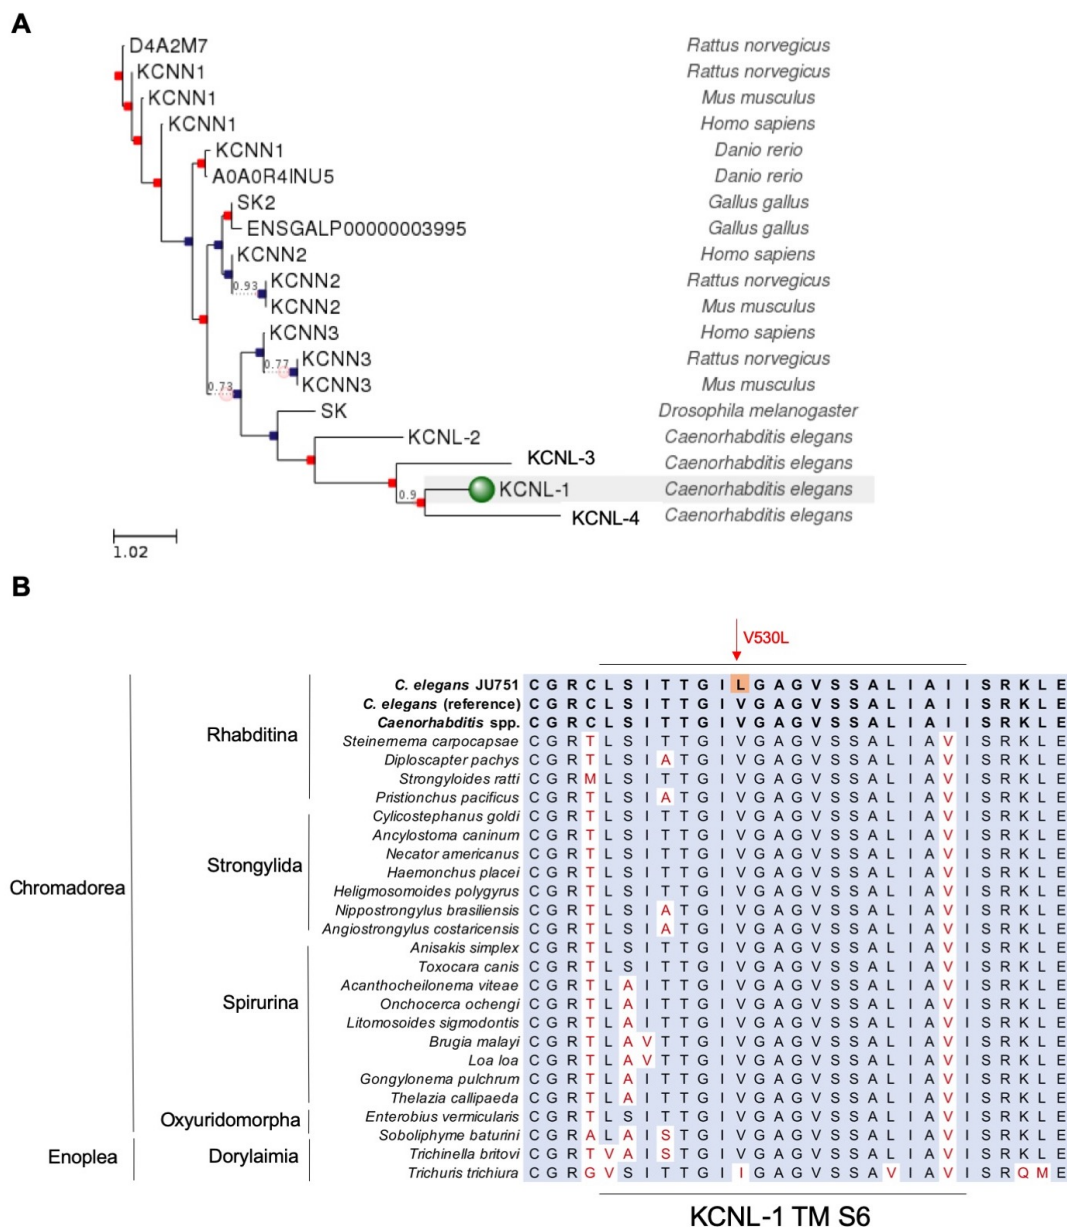 A
D4A2M7 Rattus norvegicus
KCNN1 Rattus norvegicus
KCNN1 Mus musculus
KCNN1 Homo sapiens
KCNN1 Danio rerio
A0A0R4INU5 Danio rerio
SK2 Gallus gallus
ENSGALP00000003995 Gallus gallus
KCNN2 Homo sapiens
0.93 KCNN2 Rattus norvegicus
KCNN2 Mus musculus
KCNN3 Homo sapiens
0.77 KCNN3 Rattus norvegicus
0.73 KCNN3 Mus musculus
SK Drosophila melanogaster
KCNL-2 Caenorhabditis elegans
KCNL-3 Caenorhabditis elegans
0.9 KCNL-1 Caenorhabditis elegans
KCNL-4 Caenorhabditis elegans
1.02
B
V530L
C. elegans JU751 C G R C L S I T T G I L G A G V S S A L I A I I S R K L E
C. elegans (reference) C G R C L S I T T G I V G A G V S S A L I A I I S R K L E
Caenorhabditis spp. C G R C L S I T T G I V G A G V S S A L I A I I S R K L E
Rhabditina
Steinernema carpocapsae C G R T L S I T T G I V G A G V S S A L I A V I S R K L E
Diploscapter pachys C G R T L S I A T G I V G A G V S S A L I A V I S R K L E
Strongyloides ratti C G R M L S I T T G I V G A G V S S A L I A V I S R K L E
Pristionchus pacificus C G R T L S I A T G I V G A G V S S A L I A V I S R K L E
Cylicostephanus goldi C G R T L S I T T G I V G A G V S S A L I A V I S R K L E
Ancylostoma caninum C G R T L S I T T G I V G A G V S S A L I A V I S R K L E
Necator americanus C G R T L S I T T G I V G A G V S S A L I A V I S R K L E
Strongylida
Haemonchus placei C G R T L S I T T G I V G A G V S S A L I A V I S R K L E
Chromadorea
Heligmosomoides polygyrus C G R T L S I T T G I V G A G V S S A L I A V I S R K L E
Nippostrongylus brasiliensis C G R T L S I A T G I V G A G V S S A L I A V I S R K L E
Angiostrongylus costaricensis C G R T L S I A T G I V G A G V S S A L I A V I S R K L E
Anisakis simplex C G R T L S I T T G I V G A G V S S A L I A V I S R K L E
Toxocara canis C G R T L S I T T G I V G A G V S S A L I A V I S R K L E
Acanthocheilonema viteae C G R T L A I T T G I V G A G V S S A L I A V I S R K L E
Spirurina
Onchocerca ochengi C G R T L A I T T G I V G A G V S S A L I A V I S R K L E
Litomosoides sigmodontis C G R T L A I T T G I V G A G V S S A L I A V I S R K L E
Brugia malayi C G R T L A V T T G I V G A G V S S A L I A V I S R K L E
Loa loa C G R T L A V T T G I V G A G V S S A L I A V I S R K L E
Gongylonema pulchrum C G R T L A I T T G I V G A G V S S A L I A V I S R K L E
Thelazia callipaeda C G R T L A I T T G I V G A G V S S A L I A V I S R K L E
Oxyuridomorpha Enterobius vermicularis C G R T L S I T T G I V G A G V S S A L I A V I S R K L E
Soboliphyme baturini C G R A L A I S T G I V G A G V S S A L I A V I S R K L E
Enoplea Dorylaimia Trichinella britovi C G R T V A I S T G I V G A G V S S A L I A V I S R K L E
Trichuris trichiura C G R G V S I T T G I I G A G V S S A V I A V I S R Q M E
KCNL-1 TM S6